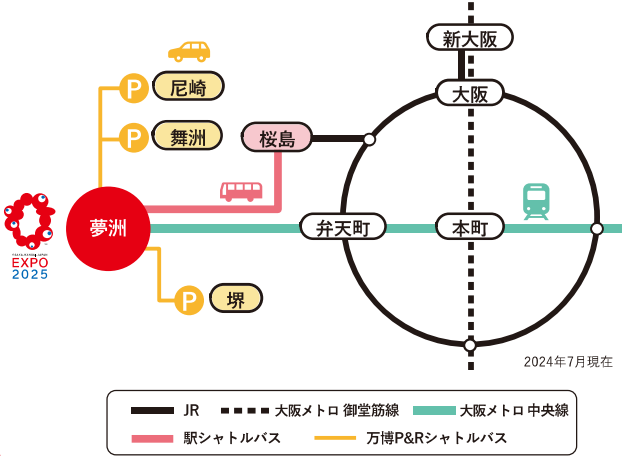 新大阪
P 尼崎
大阪
P 舞洲
桜島
夢洲
弁天町
本町
EXPO
2025
P 堺
2024年7月現在
JR
大阪メトロ 御堂筋線
大阪メトロ 中央線
駅シャトルバス
万博P&Rシャトルバス